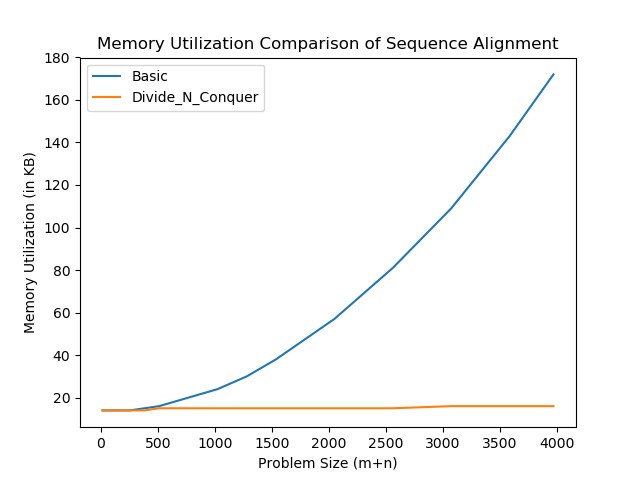 Memory Utilization Comparison of Sequence Alignment
180
160
140
120
100
80
60
40
20
Memory Utilization (in KB)
Basic
Divide_N_Conquer
0 500 1000 1500 2000 2500 3000 3500 4000
Problem Size (m+n)